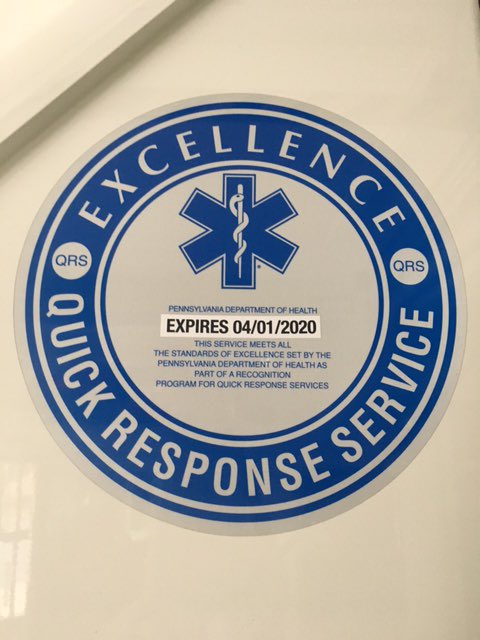 EXCELLENCE
QRS
QRS
PENNSYLVANIA DEPARTMENT OF HEALTH
EXPIRES 04/01/2020
THIS SERVICE MEETS ALL
THE STANDARDS OF EXCELLENCE SET BY THE
PENNSYLVANIA DEPARTMENT OF HEALTH AS
PART OF A RECOGNITION
PROGRAM FOR QUICK RESPONSE SERVICES
QUICK RESPONSE SERVICE